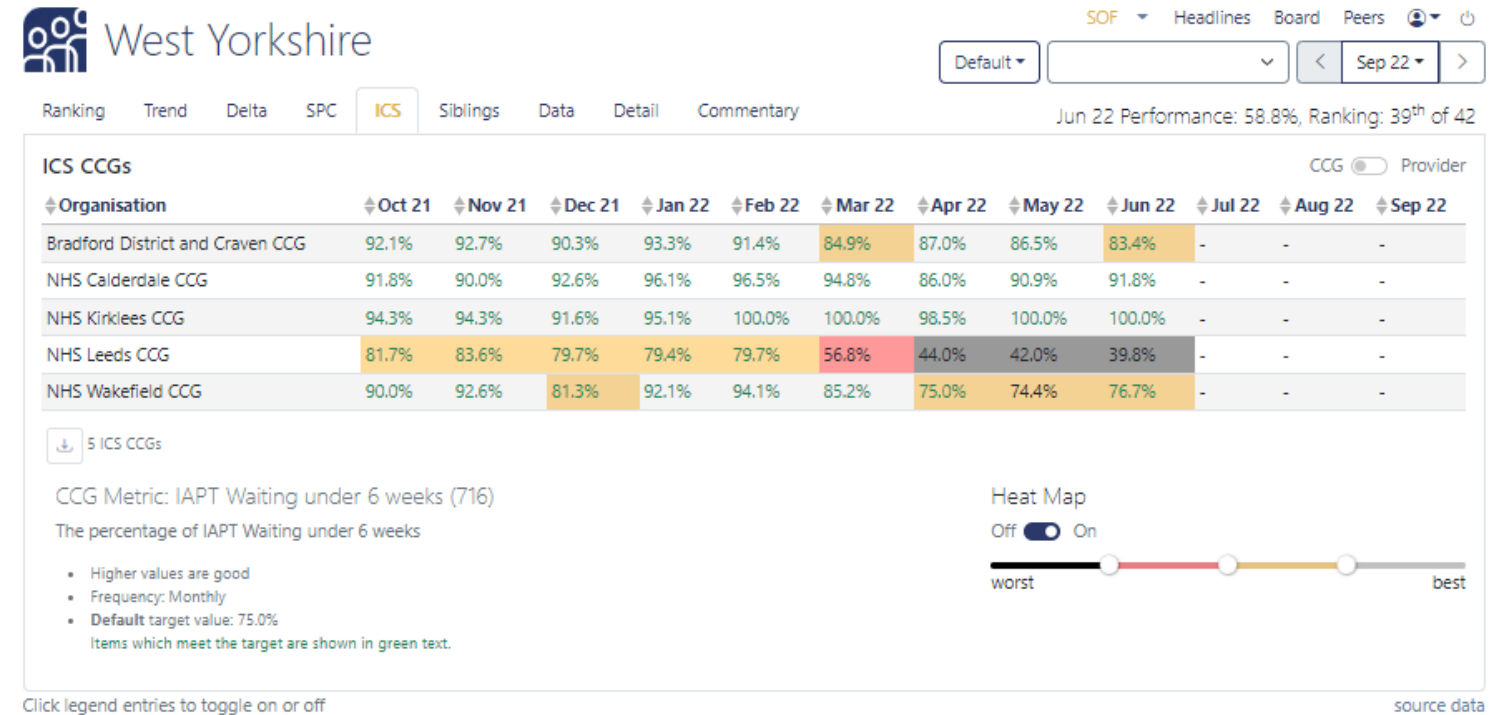 West Yorkshire
SOF Headlines Board Peers
Default Sep 22
Ranking Trend Delta SPC ICS Siblings Data Detail Commentary
Jun 22 Performance: 58.8%, Ranking: 39th of 42
ICS CCGs
CCG Provider
Organisation Oct 21 Nov 21 Dec 21 Jan 22 Feb 22 Mar 22 Apr 22 May 22 Jun 22 Jul 22 Aug 22 Sep 22
Bradford District and Craven CCG 92.1% 92.7% 90.3% 93.3% 91.4% 84.9% 87.0% 86.5% 83.4% - - -
NHS Calderdale CCG 91.8% 90.0% 92.6% 96.1% 96.5% 94.8% 86.0% 90.9% 91.8% - - -
NHS Kirklees CCG 94.3% 94.3% 91.6% 95.1% 100.0% 100.0% 98.5% 100.0% 100.0% - - -
NHS Leeds CCG 81.7% 83.6% 79.7% 79.4% 79.7% 56.8% 44.0% 42.0% 39.8% - - -
NHS Wakefield CCG 90.0% 92.6% 81.3% 92.1% 94.1% 85.2% 75.0% 74.4% 76.7% - - -
5 ICS CCGs
CCG Metric: IAPT Waiting under 6 weeks (716)
The percentage of IAPT Waiting under 6 weeks
• Higher values are good
• Frequency: Monthly
• Default target value: 75.0%
Items which meet the target are shown in green text.
Heat Map
Off On
worst best
Click legend entries to toggle on or off
source data